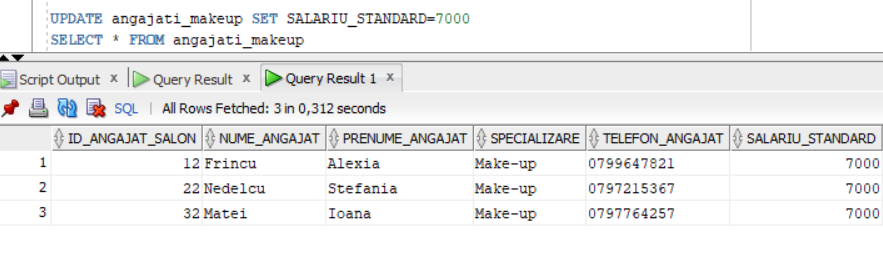 UPDATE angajati_makeup SET SALARIU_STANDARD=7000
SELECT * FROM angajati_makeup
Script Output x Query Result x Query Result 1 x
SQL | All Rows Fetched: 3 in 0,312 seconds
ID_ANGAJAT_SALON NUME_ANGAJAT PRENUME_ANGAJAT SPECIALIZARE TELEFON_ANGAJAT SALARIU_STANDARD
1 12 Frincu Alexia Make-up 0799647821 7000
2 22 Nedelcu Stefania Make-up 0797215367 7000
3 32 Matei Ioana Make-up 0797764257 7000